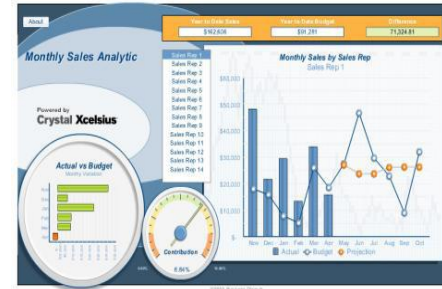 About
Year to Date Sales
$162,606
Year to Date Budget
$91,281
Difference
71,324.81
Monthly Sales Analytic
Powered by
Crystal Xcelsius
Sales Rep 1
Sales Rep 2
Sales Rep 3
Sales Rep 4
Sales Rep 5
Sales Rep 6
Sales Rep 7
Sales Rep 8
Sales Rep 9
Sales Rep 10
Sales Rep 11
Sales Rep 12
Sales Rep 13
Sales Rep 14
Monthly Sales by Sales Rep
Sales Rep 1
$60,000
$50,000
$40,000
$30,000
$20,000
$10,000
$-
Nov Dec Jan Feb Mar Apr May Jun Jul Aug Sep Oct
Actual Budget Projection
Actual vs Budget
Monthly Variation
Contribution